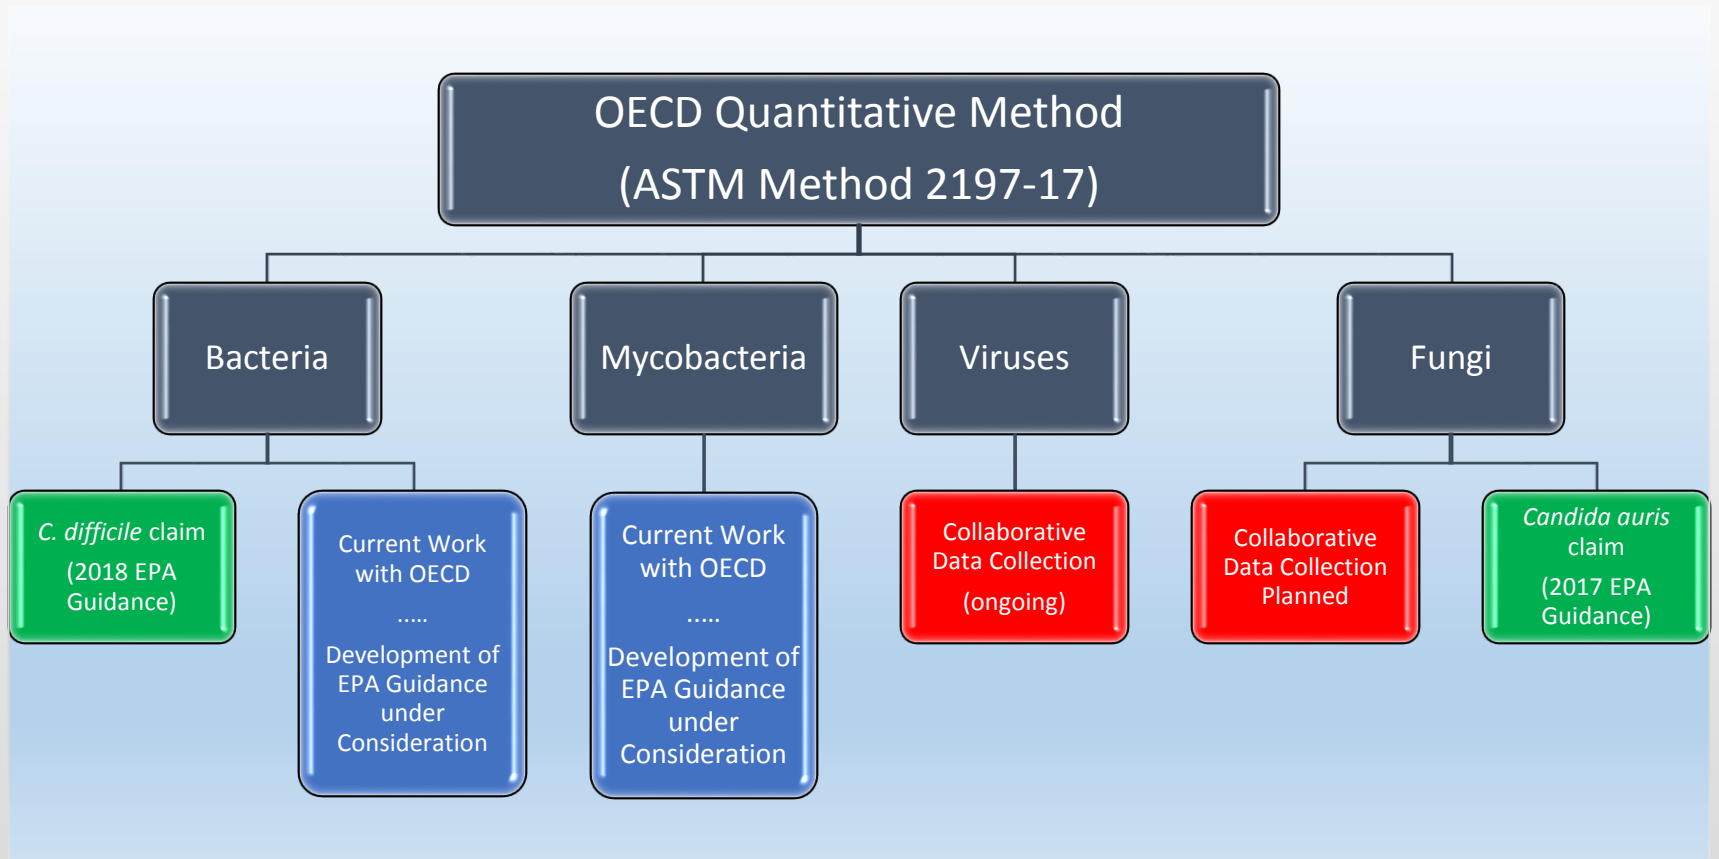 OECD Quantitative Method
(ASTM Method 2197-17)
Bacteria
Mycobacteria
Viruses
Fungi
C. difficile claim
(2018 EPA
Guidance)
Current Work
with OECD
.....
Development of
EPA Guidance
under
Consideration
Current Work
with OECD
.....
Development of
EPA Guidance
under
Consideration
Collaborative
Data Collection
(ongoing)
Collaborative
Data Collection
Planned
Candida auris
claim
(2017 EPA
Guidance)